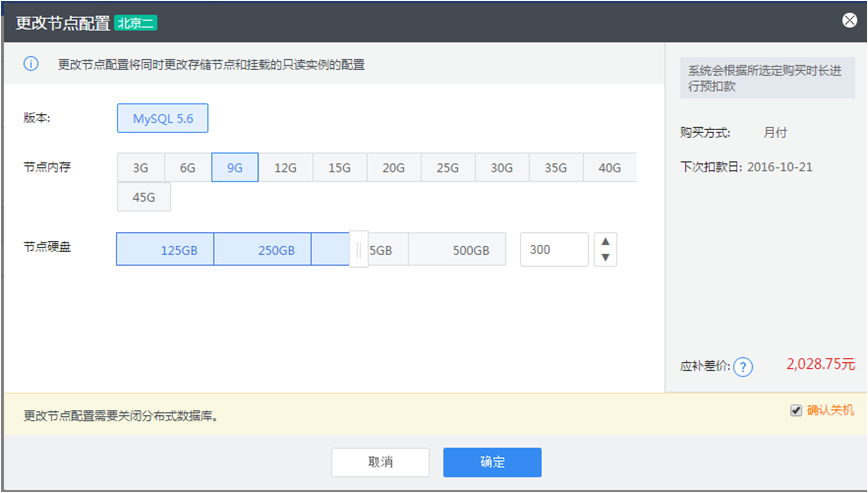 更改节点配置 北京二
更改节点配置将同时更改存储节点和挂载的只读实例的配置
版本: MySQL 5.6
节点内存 3G 6G 9G 12G 15G 20G 25G 30G 35G 40G
45G
节点硬盘 125GB 250GB 5GB 500GB 300
系统会根据所选定购买时长进
行预扣款
购买方式: 月付
下次扣款日: 2016-10-21
应补差价: ? 2,028.75元
更改节点配置需要关闭分布式数据库。 确认关机
取消 确定